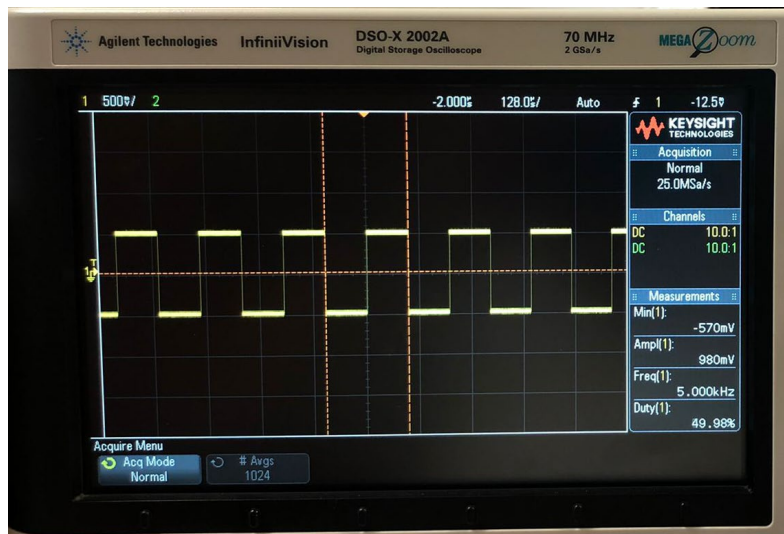 Agilent Technologies InfiniiVision DSO-X 2002A 70 MHz MEGA Zoom
Digital Storage Oscilloscope 2 GSa/s
1 500%/ 2 -2.000s 128.0s/ Auto 1 -12.5
KEYSIGHT
TECHNOLOGIES
Acquisition
Normal
25.0MSa/s
Channels
DC 10.0:1
DC 10.0:1
Measurements
Min(1):
-570mV
Ampl(1):
980mV
Freq(1):
5.000kHz
Duty(1):
49.98%
T
1
Acquire Menu
Acq Mode # Avgs
Normal 1024